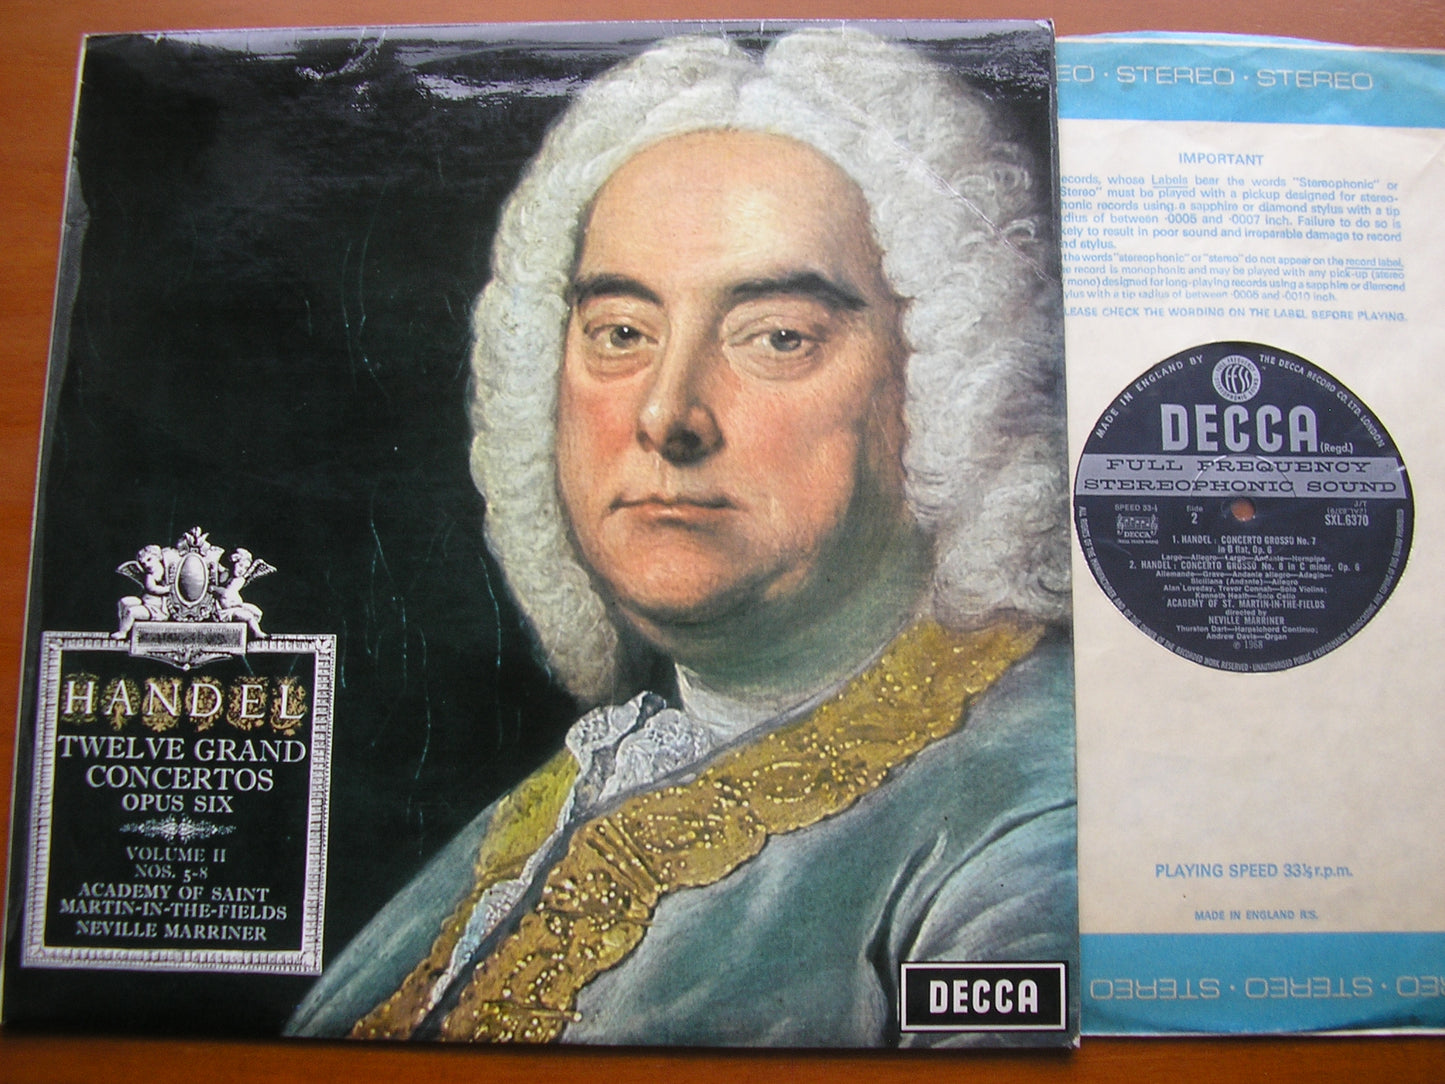 HANDEL
TWELVE GRAND
CONCERTOS
OPUS SIX
VOLUME II
NOS. 5-8
ACADEMY OF SAINT
MARTIN-IN-THE-FIELDS
NEVILLE MARRINER
DECCA
EO · STEREO · STEREO
IMPORTANT
ecords, whose Labels bear the words "Stereophonic" or
Stereo" must be played with a pickup designed for stereo-
honic records using a sapphire or diamond stylus with a tip
adius of between ·0005 and ·0007 inch. Failure to do so is
kely to result in poor sound and irreparable damage to record
nd stylus.
the words "stereophonic" or "stereo" do not appear on the record label,
e record is monophonic and may be played with any pick-up (stereo
r mono) designed for long-playing records using a sapphire or diamond
tylus with a tip radius of between ·0005 and ·0010 inch.
LEASE CHECK THE WORDING ON THE LABEL BEFORE PLAYING.
MADE IN ENGLAND BY
THE DECCA RECORD CO. LTD. LONDON
FFSS
DECCA
(Regd.)
FULL FREQUENCY
STEREOPHONIC SOUND
SPEED 33⅓
Side
2
SXL.6370
DECCA
1. HANDEL : CONCERTO GROSSO No. 7
in B flat, Op. 6
Largo—Allegro—Largo—Andante—Hornpipe
2. HANDEL : CONCERTO GROSSO No. 8 in C minor, Op. 6
Allemande—Grave—Andante allegro—Adagio—
Siciliana (Andante)—Allegro
Alan Loveday, Trevor Connah—Solo Violins;
Kenneth Heath—Solo Cello
ACADEMY OF ST. MARTIN-IN-THE-FIELDS
directed by
NEVILLE MARRINER
Thurston Dart—Harpsichord Continuo;
Andrew Davis—Organ
℗ 1968
PLAYING SPEED 33⅓ r.p.m.
MADE IN ENGLAND R'S.
STEREO · STEREO